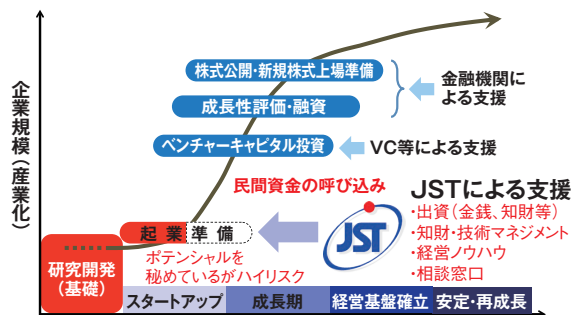 企業規模（産業化）
株式公開・新規株式上場準備
成長性評価・融資
ベンチャーキャピタル投資
金融機関に
よる支援
VC等による支援
民間資金の呼び込み
JSTによる支援
・出資（金銭、知財等）
・知財・技術マネジメント
・経営ノウハウ
・相談窓口
JST
起業準備
ポテンシャルを
秘めているがハイリスク
研究開発
（基礎）
スタートアップ
成長期
経営基盤確立
安定・再成長